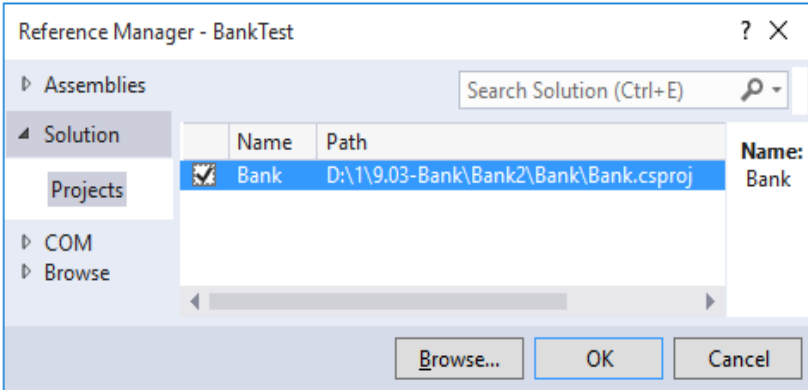 Reference Manager - BankTest
? ✕
Assemblies
Search Solution (Ctrl+E)
Solution
Projects
Name Path
Bank D:\1\9.03-Bank\Bank2\Bank\Bank.csproj
Name:
Bank
COM
Browse
Browse... OK Cancel